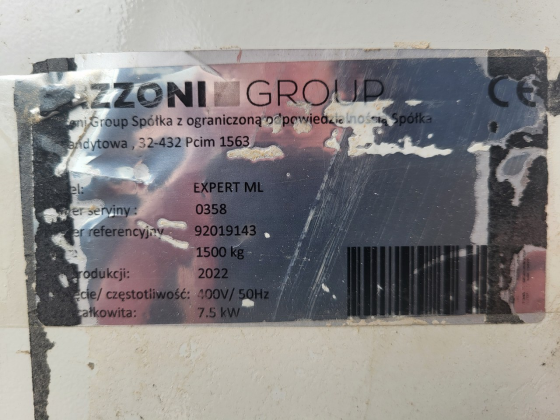 ZZONI GROUP CE
Group Spółka z ograniczoną odpowiedzialnością Spółka
andytowa , 32-432 Pcim 1563
el: EXPERT ML
er seryjny : 0358
er referencyjny 92019143
1500 kg
rodukcji: 2022
ęcie/ częstotliwość: 400V/ 50Hz
całkowita: 7.5 kW